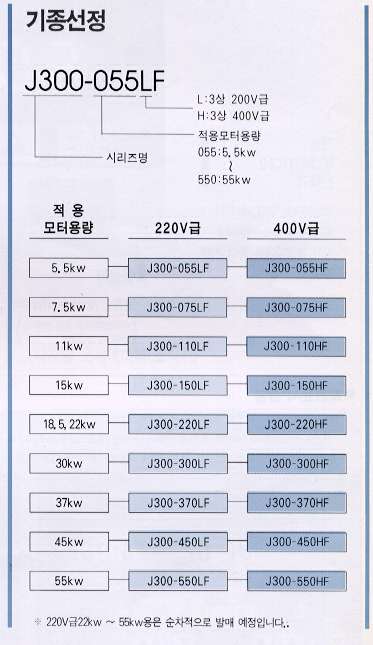 기종선정
J300-055LF
L:3상 200V급
H:3상 400V급
적용모터용량
시리즈명
055:5.5kw
~
550:55kw
적 용
모터용량 220V급 400V급
5.5kw J300-055LF J300-055HF
7.5kw J300-075LF J300-075HF
11kw J300-110LF J300-110HF
15kw J300-150LF J300-150HF
18.5, 22kw J300-220LF J300-220HF
30kw J300-300LF J300-300HF
37kw J300-370LF J300-370HF
45kw J300-450LF J300-450HF
55kw J300-550LF J300-550HF
※ 220V급22kw ~ 55kw용은 순차적으로 발매 예정입니다..